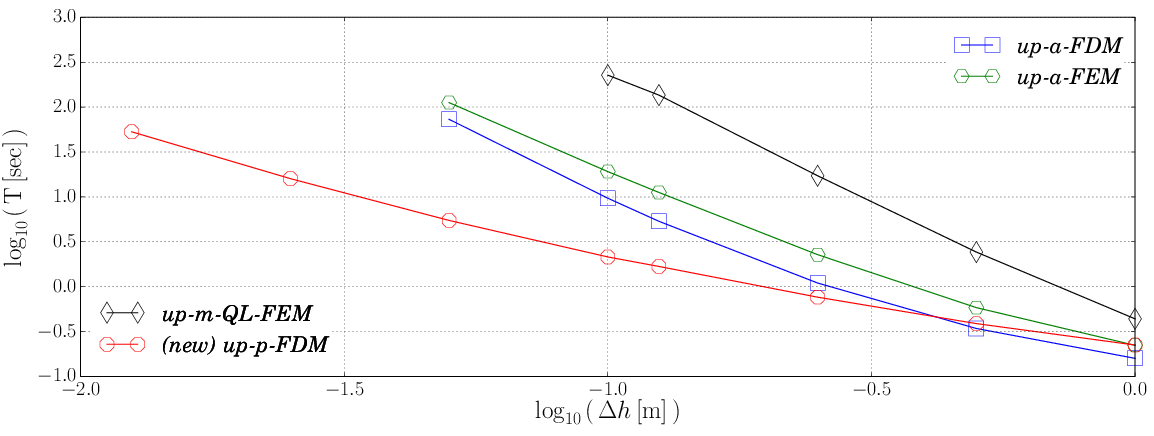 3.0
2.5
2.0
1.5
1.0
0.5
0.0
−0.5
−1.0
log10( T [sec] )
up-a-FDM
up-a-FEM
up-m-QL-FEM
(new) up-p-FDM
−2.0 −1.5 −1.0 −0.5 0.0
log10( Δh [m] )